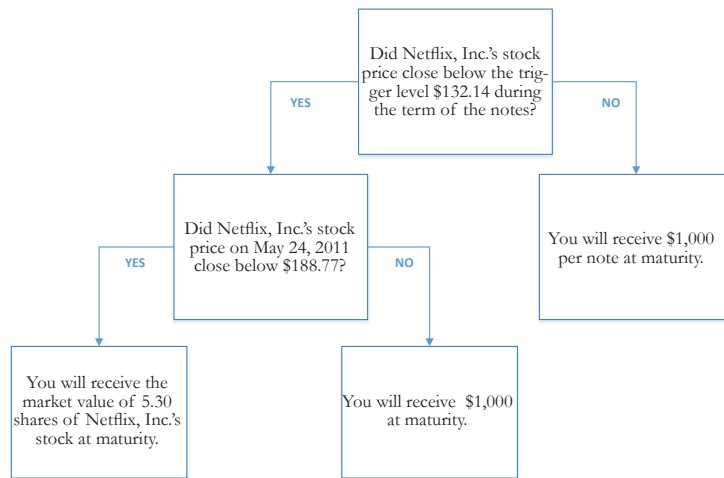 Did Netflix, Inc.'s stock
price close below the trig-
ger level $132.14 during
the term of the notes?
YES
NO
Did Netflix, Inc.'s stock
price on May 24, 2011
close below $188.77?
You will receive $1,000
per note at maturity.
YES
NO
You will receive the
market value of 5.30
shares of Netflix, Inc.'s
stock at maturity.
You will receive $1,000
at maturity.